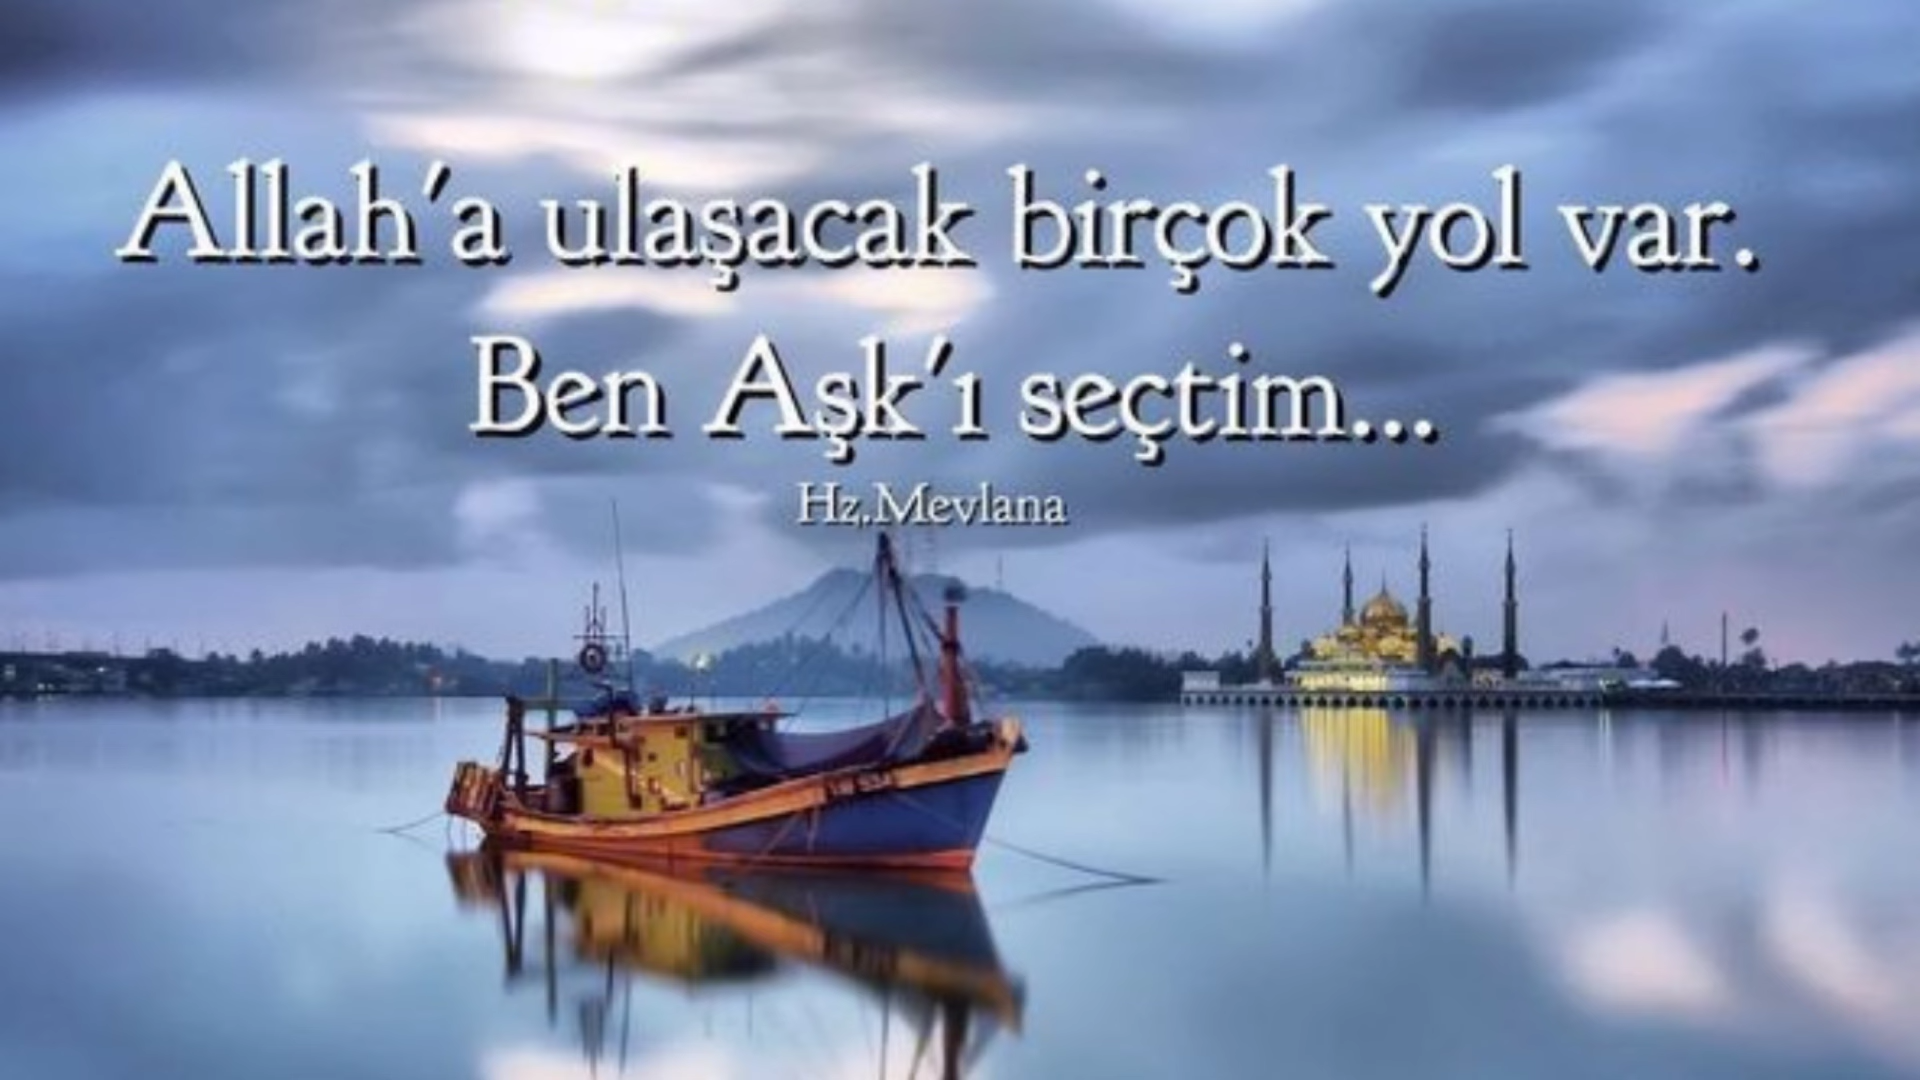 Allah'a ulaşacak birçok yol var.
Ben Aşk'ı seçtim...
Hz.Mevlana